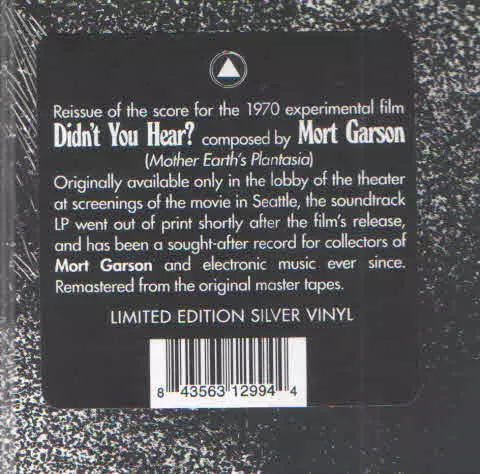 Reissue of the score for the 1970 experimental film
Didn't You Hear? composed by Mort Garson
(Mother Earth's Plantasia)
Originally available only in the lobby of the theater
at screenings of the movie in Seattle, the soundtrack
LP went out of print shortly after the film's release,
and has been a sought-after record for collectors of
Mort Garson and electronic music ever since.
Remastered from the original master tapes.
LIMITED EDITION SILVER VINYL
8 43563 12994 4